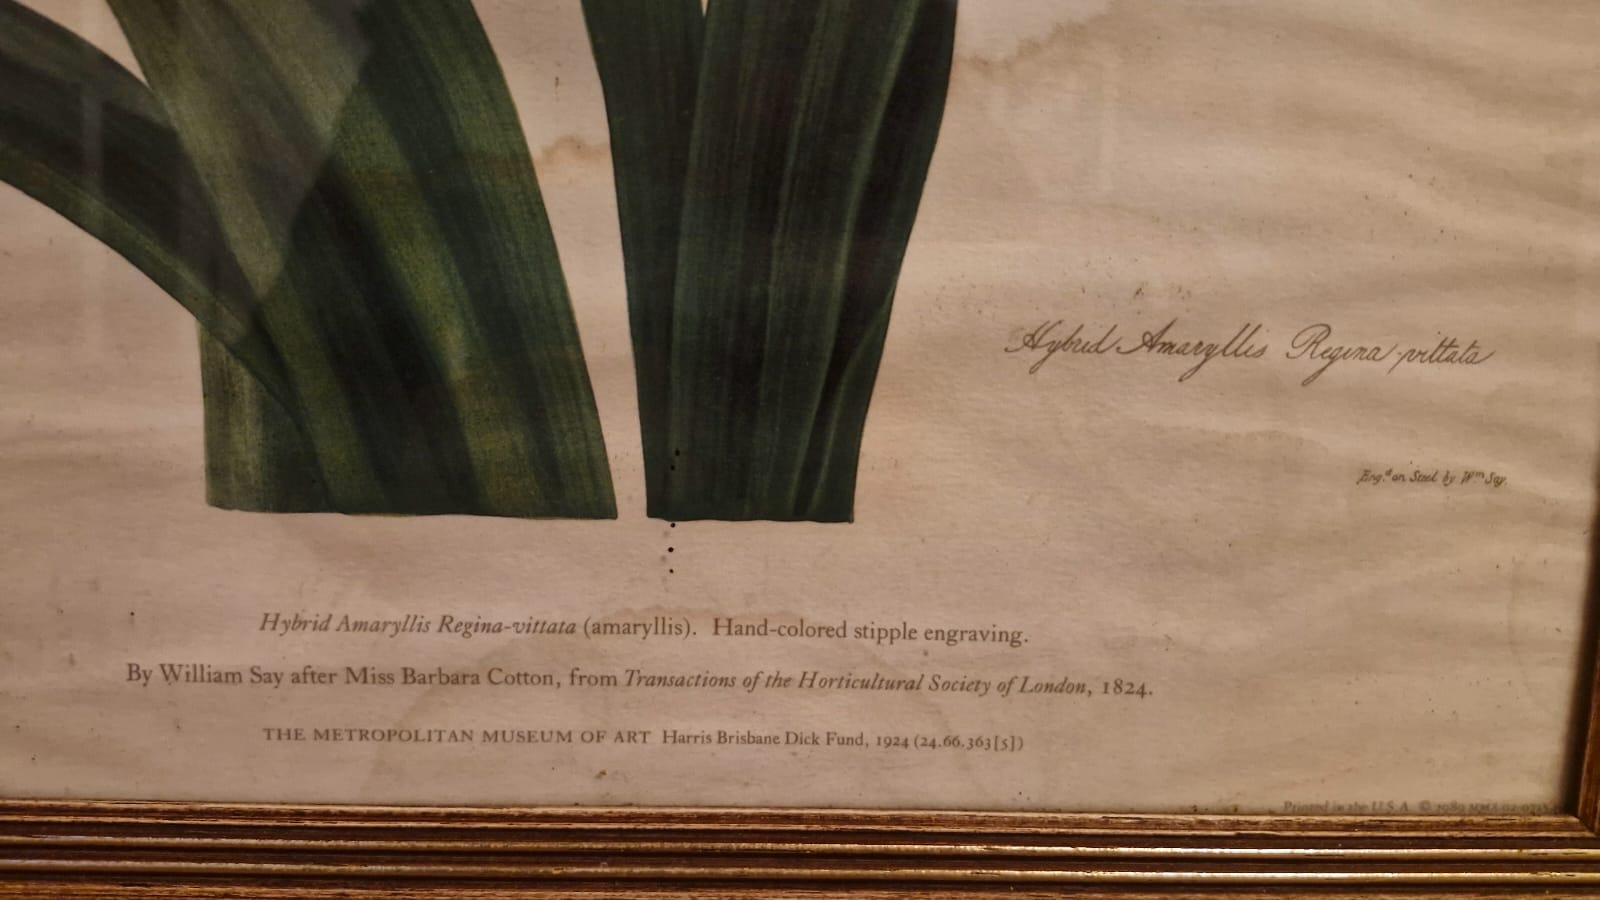 Hybrid Amaryllis Regina-vittata
Eng.d on Steel by Wm Say.
Hybrid Amaryllis Regina-vittata (amaryllis). Hand-colored stipple engraving.
By William Say after Miss Barbara Cotton, from Transactions of the Horticultural Society of London, 1824.
THE METROPOLITAN MUSEUM OF ART Harris Brisbane Dick Fund, 1924 (24.66.363[5])
Printed in the U.S.A. © 1989 MMA